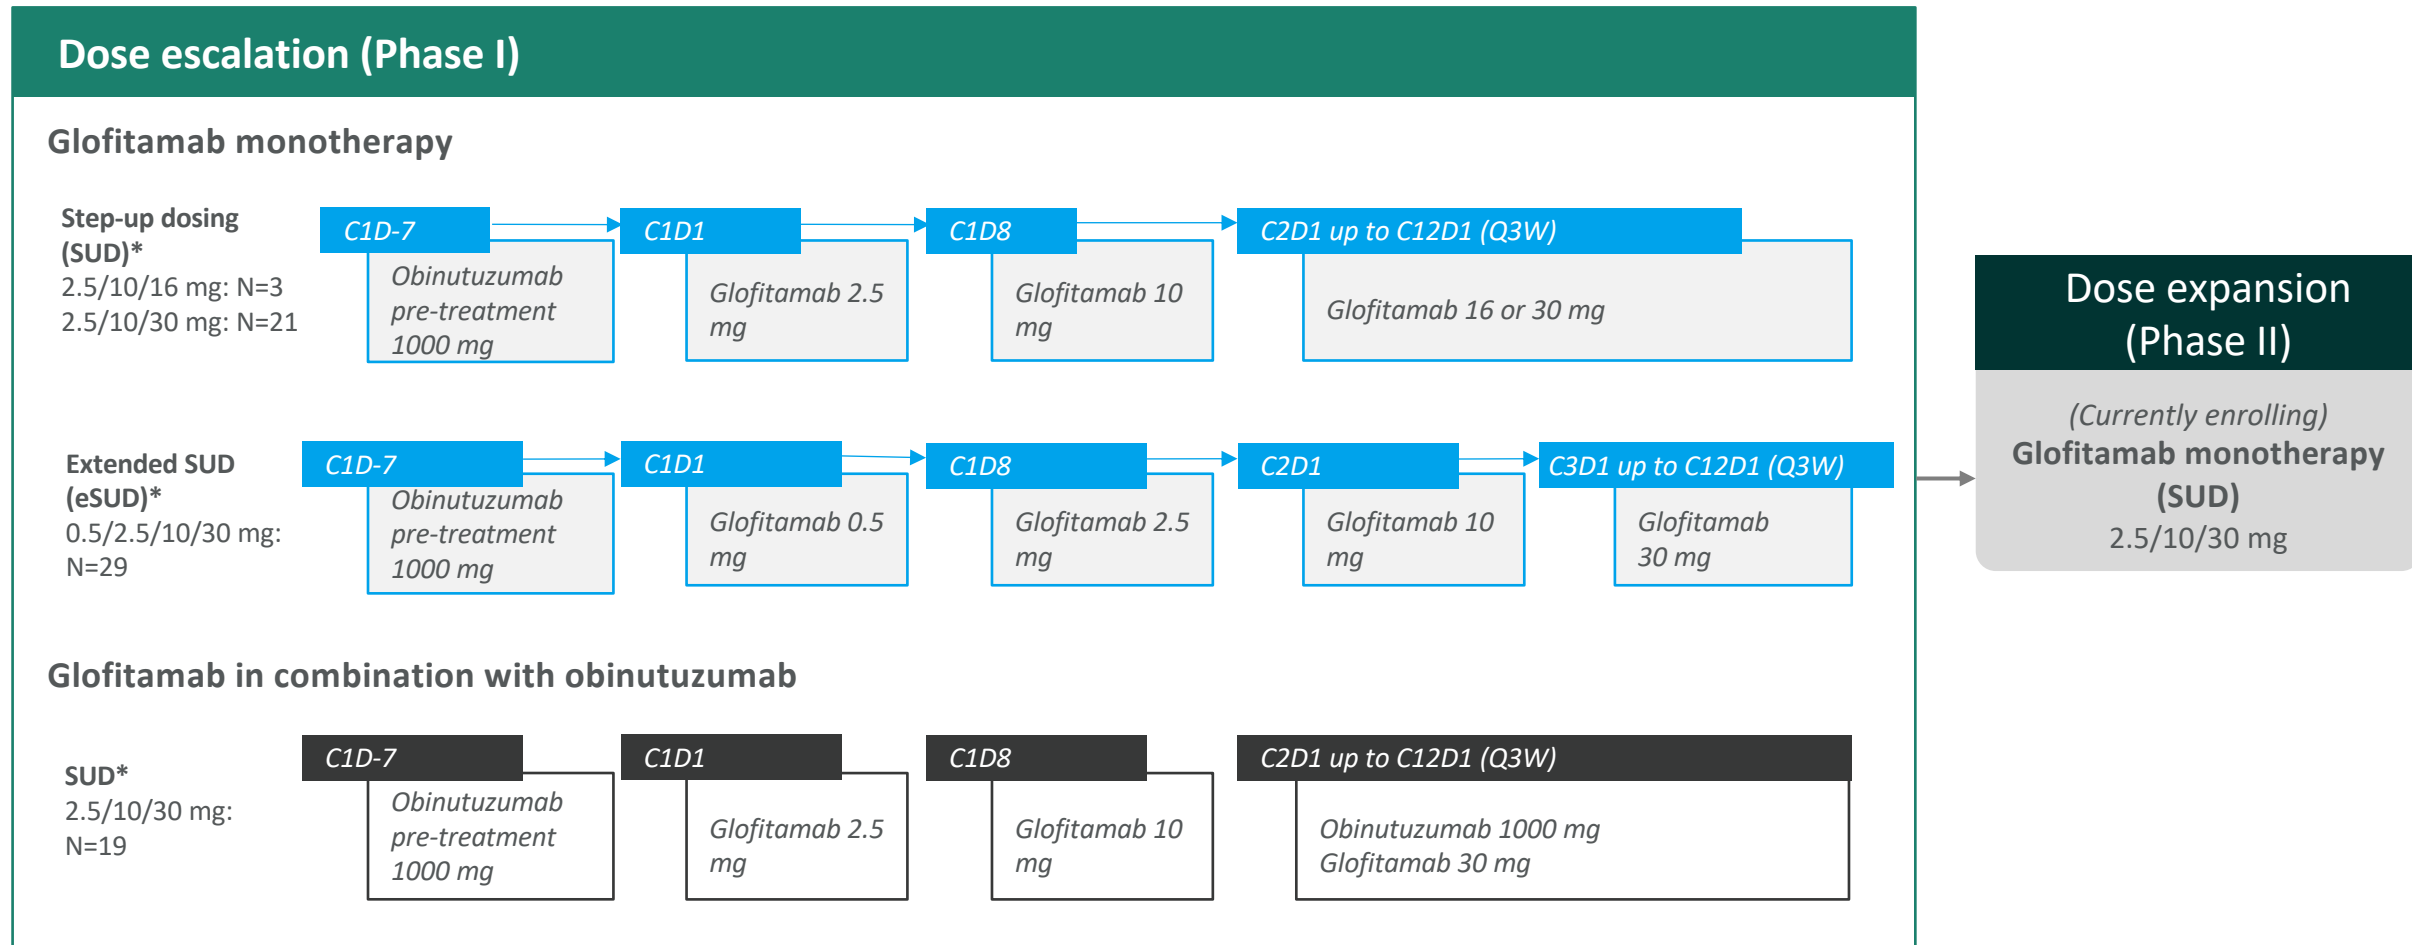 Dose escalation (Phase I)
Glofitamab monotherapy
Step-up dosing
(SUD)*
2.5/10/16 mg: N=3
2.5/10/30 mg: N=21
C1D-7
Obinutuzumab
pre-treatment
1000 mg
C1D1
Glofitamab 2.5
mg
C1D8
Glofitamab 10
mg
C2D1 up to C12D1 (Q3W)
Glofitamab 16 or 30 mg
Extended SUD
(eSUD)*
0.5/2.5/10/30 mg:
N=29
C1D-7
Obinutuzumab
pre-treatment
1000 mg
C1D1
Glofitamab 0.5
mg
C1D8
Glofitamab 2.5
mg
C2D1
Glofitamab 10
mg
C3D1 up to C12D1 (Q3W)
Glofitamab
30 mg
Glofitamab in combination with obinutuzumab
SUD*
2.5/10/30 mg:
N=19
C1D-7
Obinutuzumab
pre-treatment
1000 mg
C1D1
Glofitamab 2.5
mg
C1D8
Glofitamab 10
mg
C2D1 up to C12D1 (Q3W)
Obinutuzumab 1000 mg
Glofitamab 30 mg
Dose expansion
(Phase II)
(Currently enrolling)
Glofitamab monotherapy
(SUD)
2.5/10/30 mg